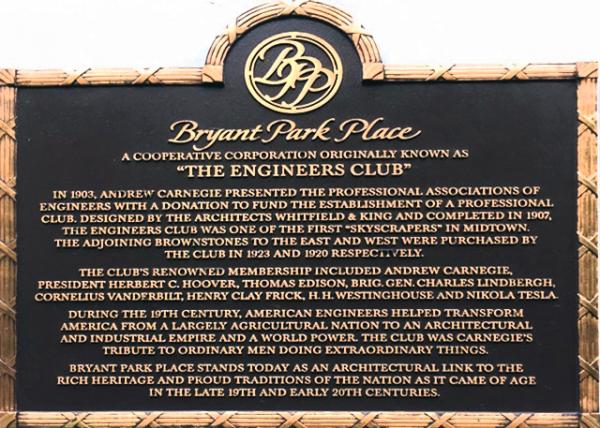 BPP
Bryant Park Place
A COOPERATIVE CORPORATION ORIGINALLY KNOWN AS
"THE ENGINEERS CLUB"
IN 1903, ANDREW CARNEGIE PRESENTED THE PROFESSIONAL ASSOCIATIONS OF
ENGINEERS WITH A DONATION TO FUND THE ESTABLISHMENT OF A PROFESSIONAL
CLUB. DESIGNED BY THE ARCHITECTS WHITFIELD & KING AND COMPLETED IN 1907,
THE ENGINEERS CLUB WAS ONE OF THE FIRST "SKYSCRAPERS" IN MIDTOWN.
THE ADJOINING BROWNSTONES TO THE EAST AND WEST WERE PURCHASED BY
THE CLUB IN 1923 AND 1920 RESPECTIVELY.
THE CLUB'S RENOWNED MEMBERSHIP INCLUDED ANDREW CARNEGIE,
PRESIDENT HERBERT C. HOOVER, THOMAS EDISON, BRIG. GEN. CHARLES LINDBERGH,
CORNELIUS VANDERBILT, HENRY CLAY FRICK, H. H. WESTINGHOUSE AND NIKOLA TESLA.
DURING THE 19TH CENTURY, AMERICAN ENGINEERS HELPED TRANSFORM
AMERICA FROM A LARGELY AGRICULTURAL NATION TO AN ARCHITECTURAL
AND INDUSTRIAL EMPIRE AND A WORLD POWER. THE CLUB WAS CARNEGIE'S
TRIBUTE TO ORDINARY MEN DOING EXTRAORDINARY THINGS.
BRYANT PARK PLACE STANDS TODAY AS AN ARCHITECTURAL LINK TO THE
RICH HERITAGE AND PROUD TRADITIONS OF THE NATION AS IT CAME OF AGE
IN THE LATE 19TH AND EARLY 20TH CENTURIES.